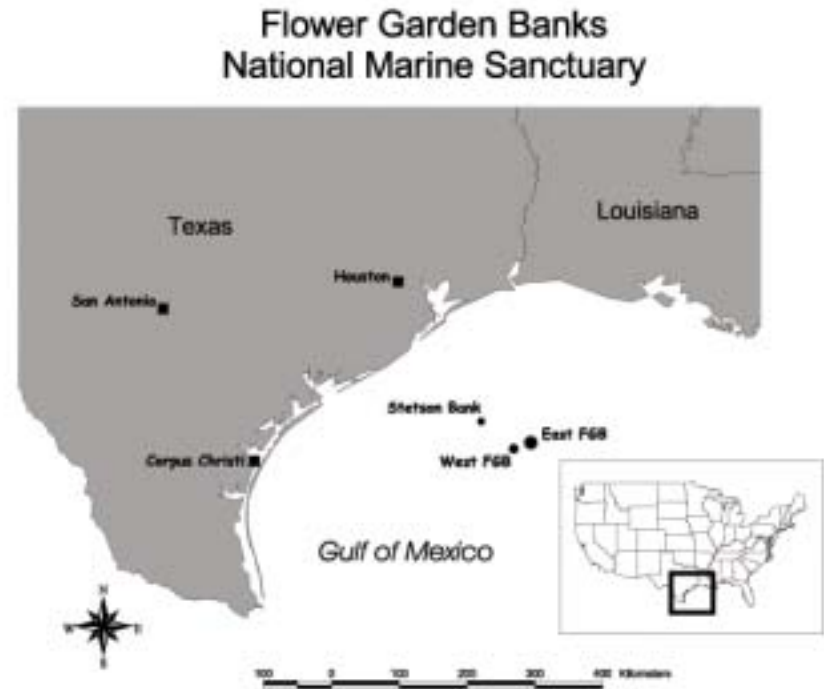 Flower Garden Banks
National Marine Sanctuary
Texas
Louisiana
Houston
San Antonio
Stetson Bank
East FGB
West FGB
Corpus Christi
Gulf of Mexico
N
W E
S
100 0 100 200 300 400 Kilometers